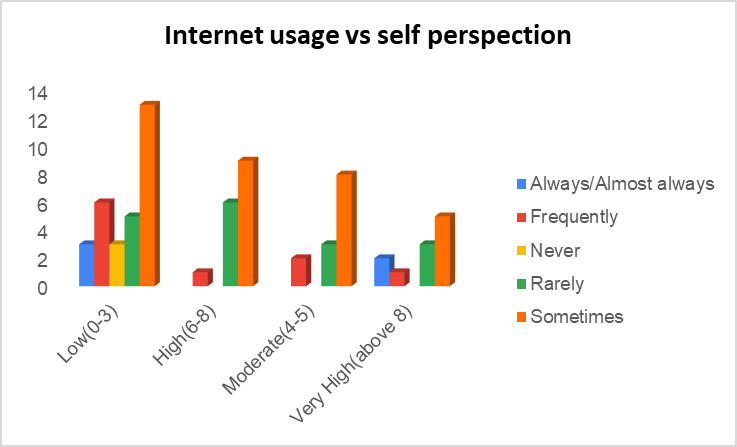 Internet usage vs self perspection
14
12
10
8
6
4
2
0
Low(0-3)
High(6-8)
Moderate(4-5)
Very High(above 8)
Always/Almost always
Frequently
Never
Rarely
Sometimes